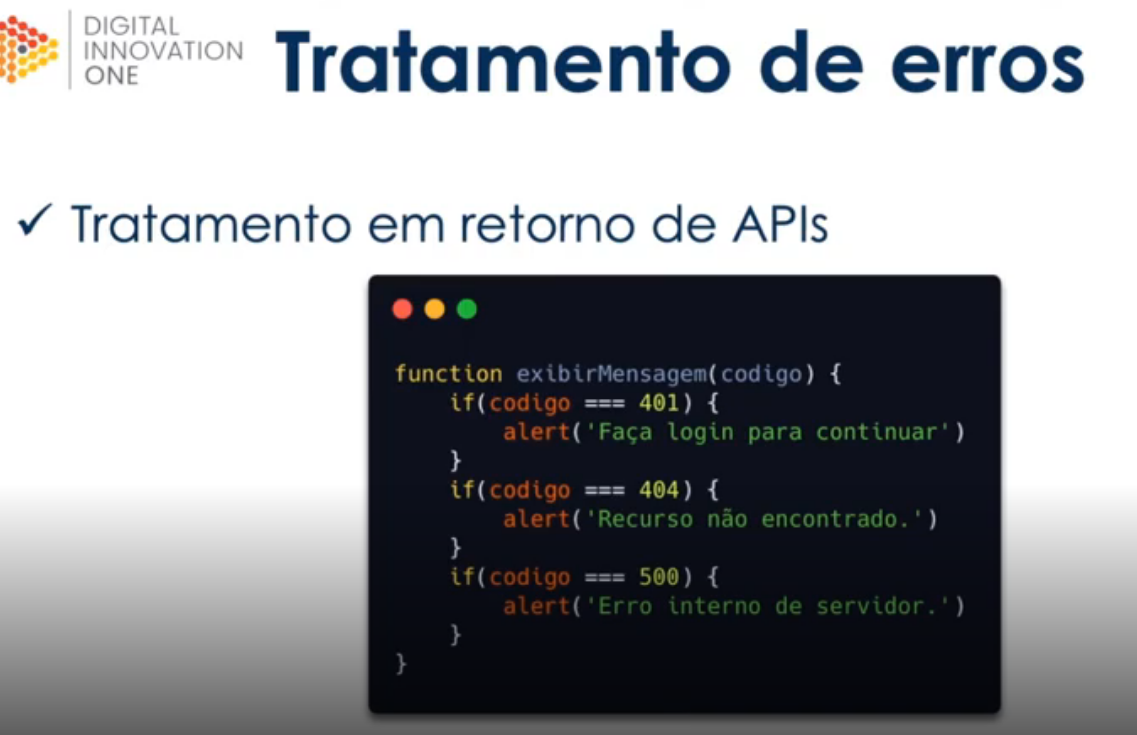 DIGITAL
INNOVATION
ONE
Tratamento de erros
✓ Tratamento em retorno de APIs
function exibirMensagem(codigo) {
    if(codigo === 401) {
        alert('Faça login para continuar')
    }
    if(codigo === 404) {
        alert('Recurso não encontrado.')
    }
    if(codigo === 500) {
        alert('Erro interno de servidor.')
    }
}